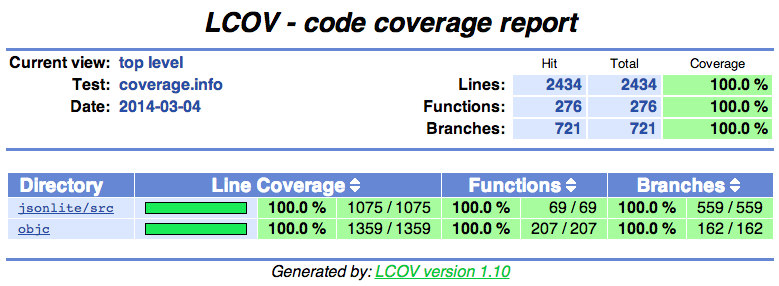 LCOV - code coverage report
Current view: top level Hit Total Coverage
Test: coverage.info Lines: 2434 2434 100.0 %
Date: 2014-03-04 Functions: 276 276 100.0 %
Branches: 721 721 100.0 %
Directory Line Coverage Functions Branches
jsonlite/src 100.0 % 1075 / 1075 100.0 % 69 / 69 100.0 % 559 / 559
objc 100.0 % 1359 / 1359 100.0 % 207 / 207 100.0 % 162 / 162
Generated by: LCOV version 1.10